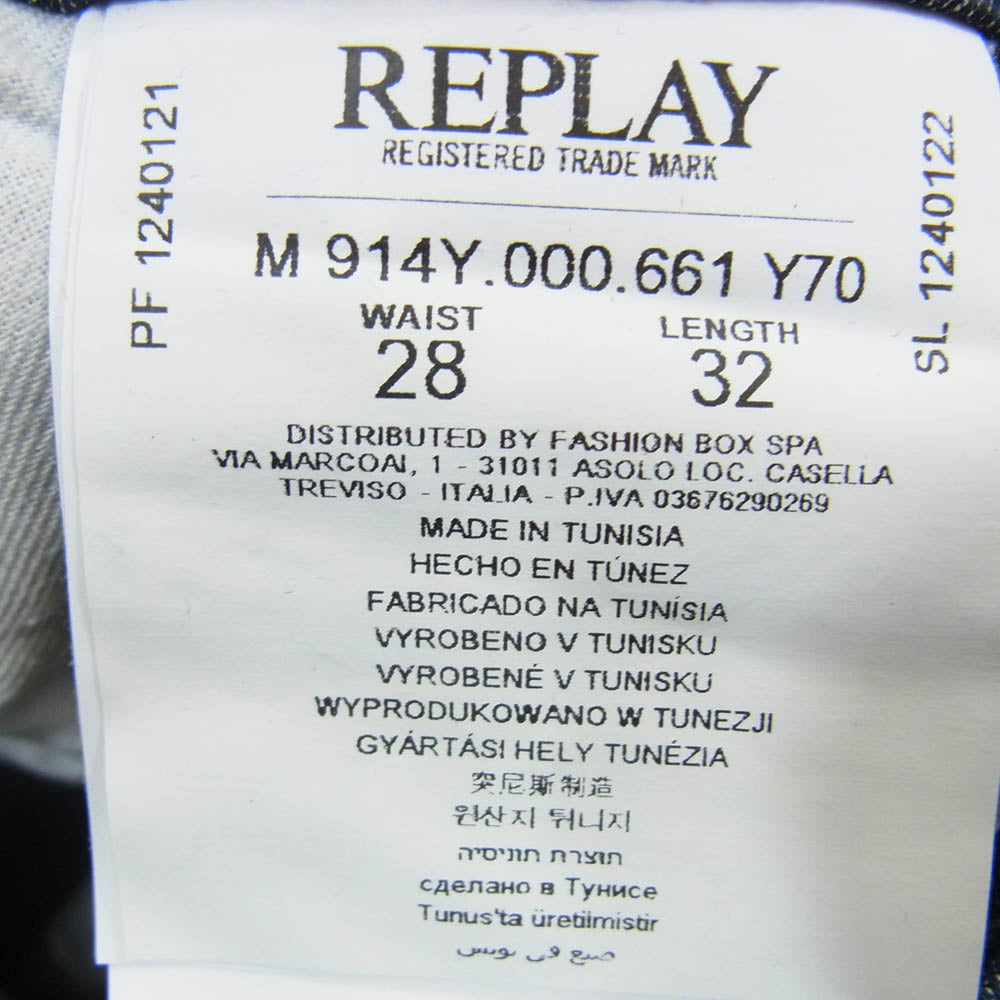 REPLAY
REGISTERED TRADE MARK
PF 1240121
SL 1240122
M 914Y.000.661 Y70
WAIST LENGTH
28 32
DISTRIBUTED BY FASHION BOX SPA
VIA MARCOAI, 1 - 31011 ASOLO LOC. CASELLA
TREVISO - ITALIA - P.IVA 03676290269
MADE IN TUNISIA
HECHO EN TÚNEZ
FABRICADO NA TUNÍSIA
VYROBENO V TUNISKU
VYROBENÉ V TUNISKU
WYPRODUKOWANO W TUNEZJI
GYÁRTÁSI HELY TUNÉZIA
突尼斯制造
원산지 튀니지
תוצרת תוניסיה
сделано в Тунисе
Tunus'ta üretilmistir
صنع في تونس